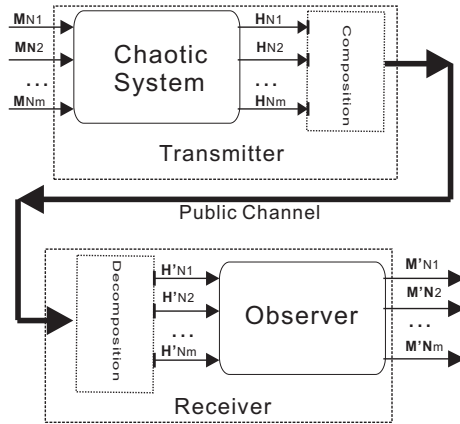 MN1
MN2
...
MNm
Chaotic
System
HN1
HN2
...
HNm
Composition
Transmitter
Public Channel
Decomposition
H'N1
H'N2
...
H'Nm
Observer
M'N1
M'N2
...
M'Nm
Receiver